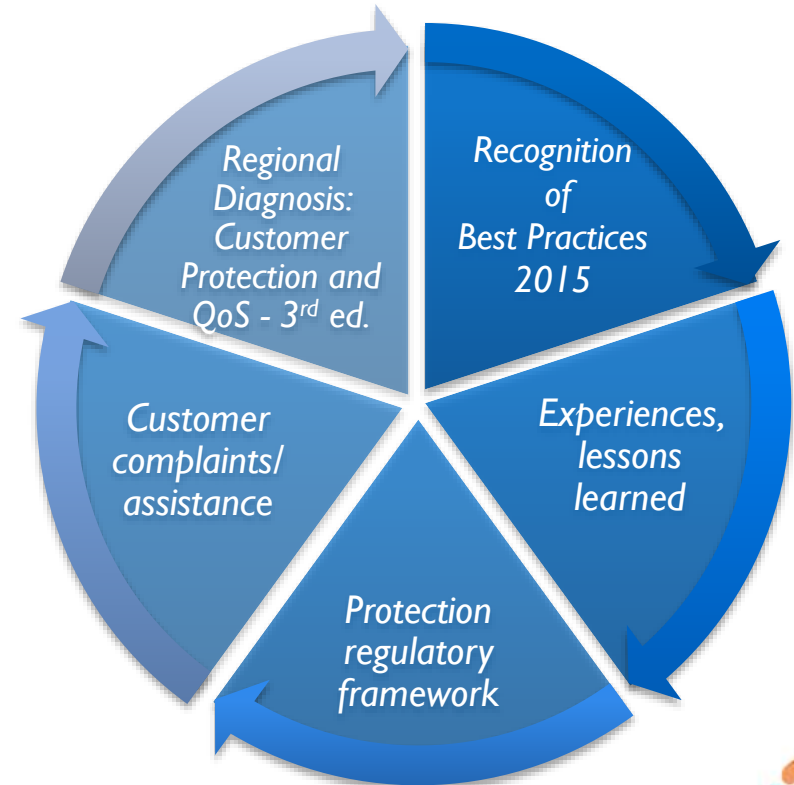 Regional
Diagnosis:
Customer
Protection and
QoS - 3rd ed.
Recognition
of
Best Practices
2015
Experiences,
lessons
learned
Protection
regulatory
framework
Customer
complaints/
assistance